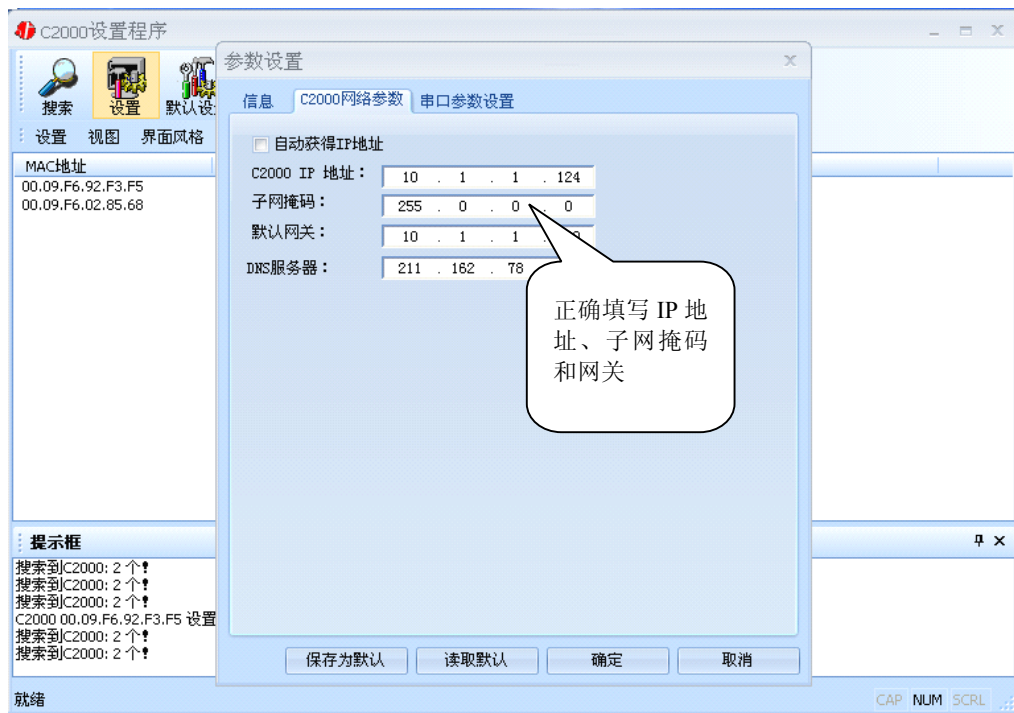 C2000设置程序
搜索 设置 默认设
设置 视图 界面风格
MAC地址
00.09.F6.92.F3.F5
00.09.F6.02.85.68
参数设置
信息 C2000网络参数 串口参数设置
自动获得IP地址
C2000 IP 地址： 10 . 1 . 1 . 124
子网掩码： 255 . 0 . 0 . 0
默认网关： 10 . 1 . 1 .
DNS服务器： 211 . 162 . 78
正确填写 IP 地
址、子网掩码
和网关
提示框
搜索到C2000: 2 个!
搜索到C2000: 2 个!
搜索到C2000: 2 个!
C2000 00.09.F6.92.F3.F5 设置
搜索到C2000: 2 个!
搜索到C2000: 2 个!
保存为默认 读取默认 确定 取消
就绪 CAP NUM SCRL